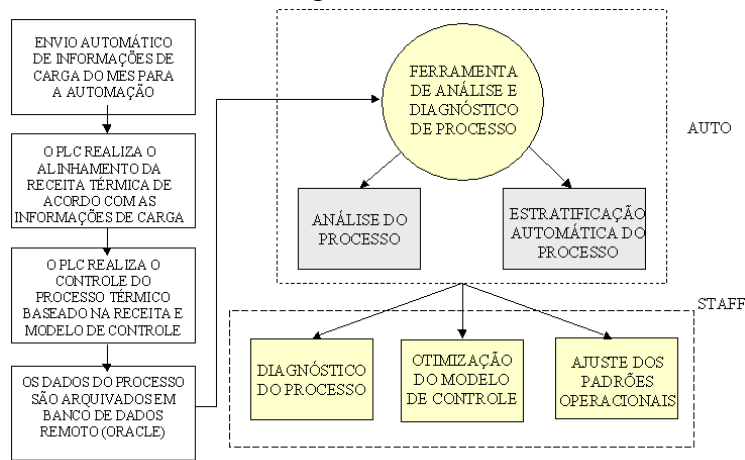 ENVIO AUTOMÁTICO
DE INFORMAÇÕES DE
CARGA DO MES PARA
A AUTOMAÇÃO
O PLC REALIZA O
ALINHAMENTO DA
RECEITA TÉRMICA DE
ACORDO COM AS
INFORMAÇÕES DE CARGA
O PLC REALIZA O
CONTROLE DO
PROCESSO TÉRMICO
BASEADO NA RECEITA E
MODELO DE CONTROLE
OS DADOS DO PROCESSO
SÃO ARQUIVADOS EM
BANCO DE DADOS
REMOTO (ORACLE)
FERRAMENTA
DE ANÁLISE E
DIAGNÓSTICO
DE PROCESSO
AUTO
ANÁLISE DO
PROCESSO
ESTRATIFICAÇÃO
AUTOMÁTICA DO
PROCESSO
STAFF
DIAGNÓSTICO
DO PROCESSO
OTIMIZAÇÃO
DO MODELO
DE CONTROLE
AJUSTE DOS
PADRÕES
OPERACIONAIS